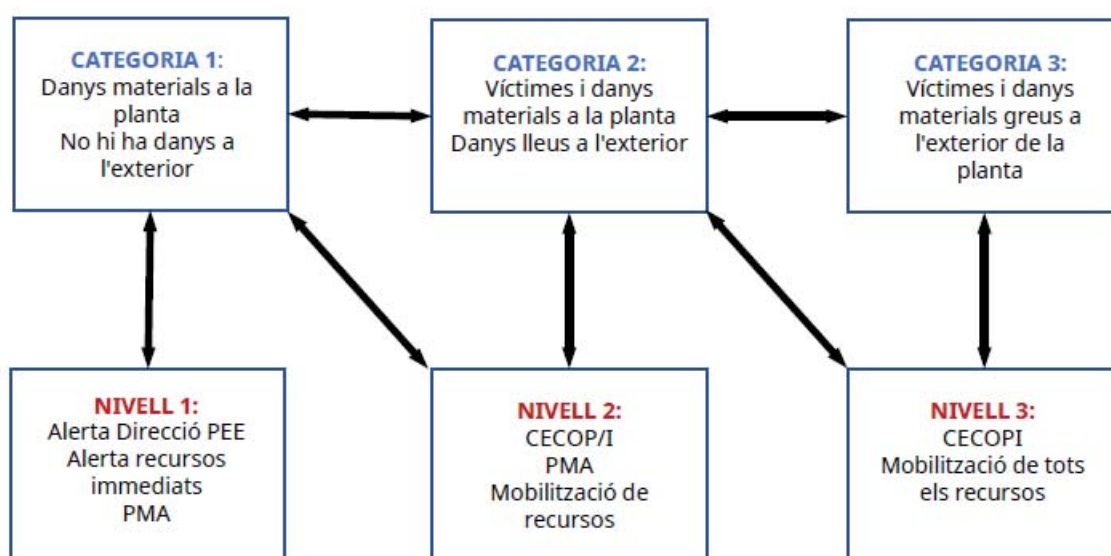 CATEGORIA 1:
Danys materials a la
planta
No hi ha danys a
l'exterior
CATEGORIA 2:
Víctimes i danys
materials a la planta
Danys lleus a l'exterior
CATEGORIA 3:
Víctimes i danys
materials greus a
l'exterior de la
planta
NIVELL 1:
Alerta Direcció PEE
Alerta recursos
immediats
PMA
NIVELL 2:
CECOP/I
PMA
Mobilització de
recursos
NIVELL 3:
CECOPI
Mobilització de tots
els recursos